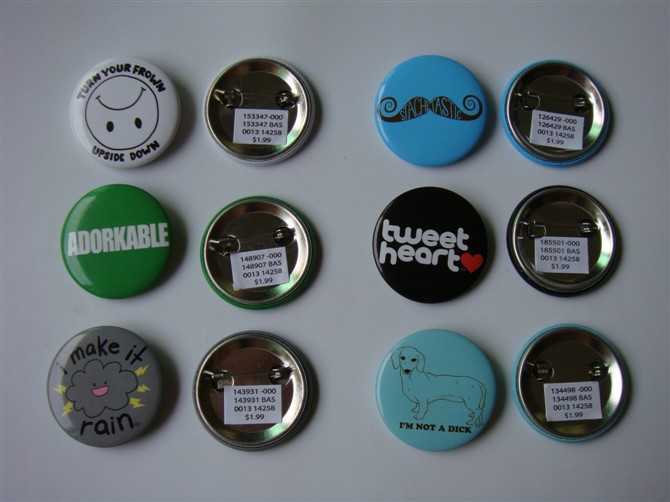 TURN YOUR FROWN
UPSIDE DOWN
153347-000
153347 BAS
0013 14258
$1.99
STACHETASTIC
126429 -000
126429 BAS
0013 14258
$1.99
ADORKABLE
148907 -000
148907 BAS
0013 14258
$1.99
tweet
heart
185501-000
185501 BAS
0013 14258
$1.99
i make it
rain.
143931 -000
143931 BAS
0013 14258
$1.99
I'M NOT A DICK
134498 -000
134498 BAS
0013 14258
$1.99